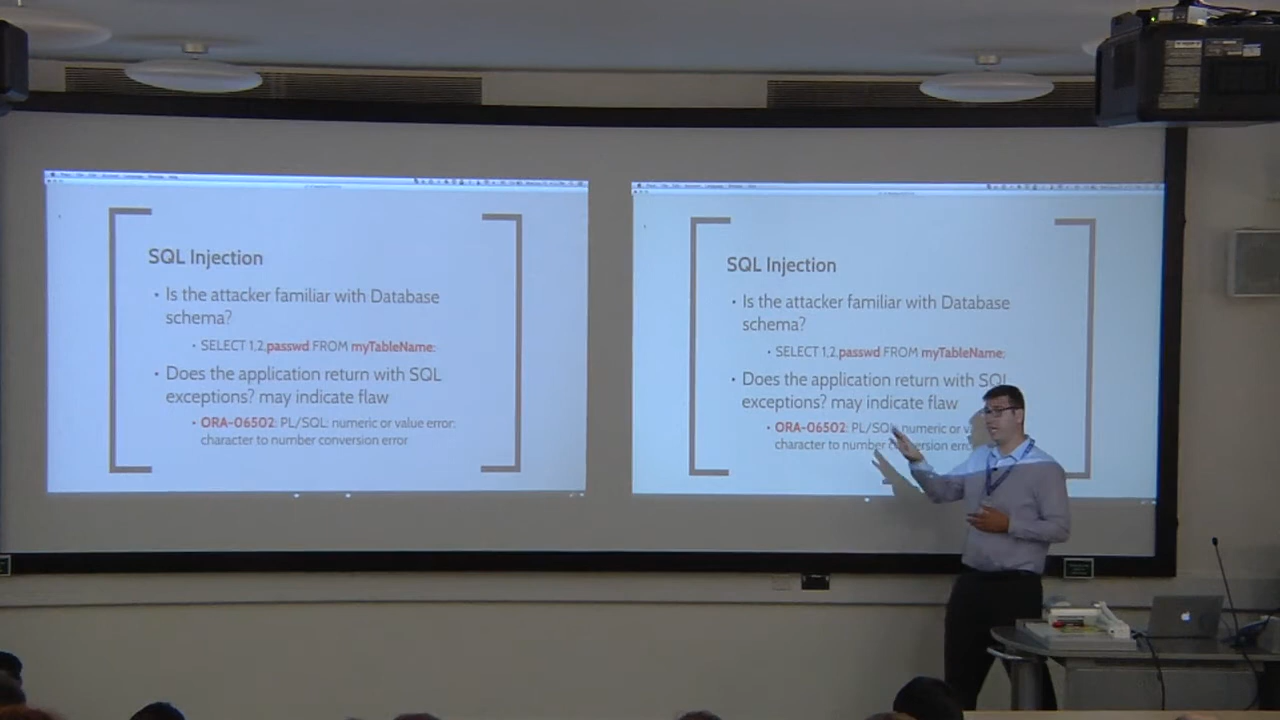 SQL Injection
• Is the attacker familiar with Database
schema?
• SELECT 1,2,passwd FROM myTableName;
• Does the application return with SQL
exceptions? may indicate flaw
• ORA-06502: PL/SQL: numeric or value error:
character to number conversion error
SQL Injection
• Is the attacker familiar with Database
schema?
• SELECT 1,2,passwd FROM myTableName;
• Does the application return with SQL
exceptions? may indicate flaw
• ORA-06502: PL/SQL: numeric or
character to number conversion